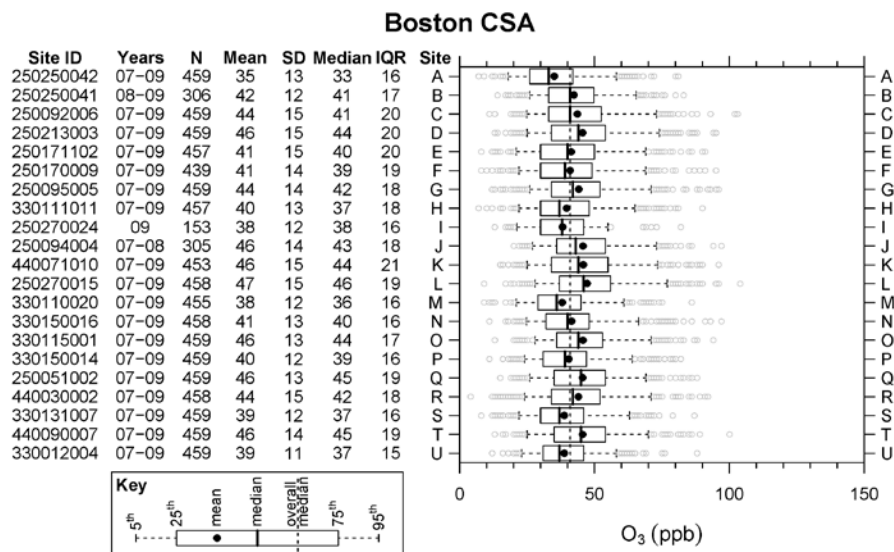 Boston CSA
Site ID Years N Mean SD Median IQR Site
250250042 07-09 459 35 13 33 16 A A
250250041 08-09 306 42 12 41 17 B B
250092006 07-09 459 44 15 41 20 C C
250213003 07-09 459 46 15 44 20 D D
250171102 07-09 457 41 15 40 20 E E
250170009 07-09 439 41 14 39 19 F F
250095005 07-09 459 44 14 42 18 G G
330111011 07-09 457 40 13 37 18 H H
250270024 09 153 38 12 38 16 I I
250094004 07-08 305 46 14 43 18 J J
440071010 07-09 453 46 15 44 21 K K
250270015 07-09 458 47 15 46 19 L L
330110020 07-09 455 38 12 36 16 M M
330150016 07-09 458 41 13 40 16 N N
330115001 07-09 459 46 13 44 17 O O
330150014 07-09 459 40 12 39 16 P P
250051002 07-09 459 46 13 45 19 Q Q
440030002 07-09 458 44 15 42 18 R R
330131007 07-09 459 39 12 37 16 S S
440090007 07-09 459 46 14 45 19 T T
330012004 07-09 459 39 11 37 15 U U
0 50 100 150
O₃ (ppb)
Key
5th 25th mean median overall median 75th 95th